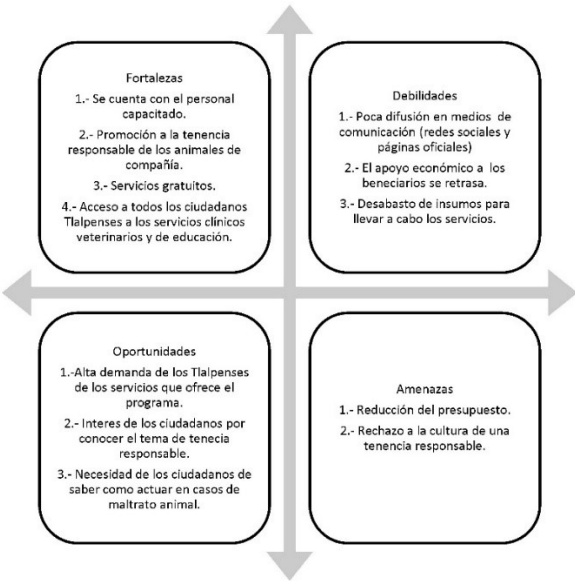 Fortalezas
1.- Se cuenta con el personal
capacitado.
2.- Promoción a la tenencia
responsable de los animales de
compañía.
3.- Servicios gratuitos.
4.- Acceso a todos los ciudadanos
Tlalpenses a los servicios clínicos
veterinarios y de educación.
Debilidades
1.- Poca difusión en medios de
comunicación (redes sociales y
páginas oficiales)
2.- El apoyo económico a los
beneciarios se retrasa.
3.- Desabasto de insumos para
llevar a cabo los servicios.
Oportunidades
1.-Alta demanda de los Tlalpenses
de los servicios que ofrece el
programa.
2.- Interes de los ciudadanos por
conocer el tema de tenecia
responsable.
3.- Necesidad de los ciudadanos de
saber como actuar en casos de
maltrato animal.
Amenazas
1.- Reducción del presupuesto.
2.- Rechazo a la cultura de una
tenencia responsable.